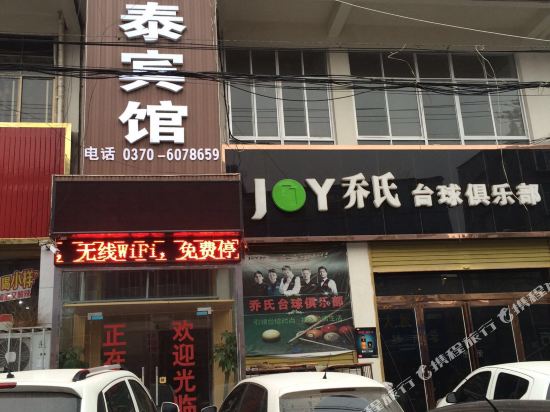 泰宾馆
电话 0370-6078659
JOY 乔氏 台球俱乐部
，无线WiFi，免费停
乔氏台球俱乐部
欢迎光临
正在
小样
@携程旅行